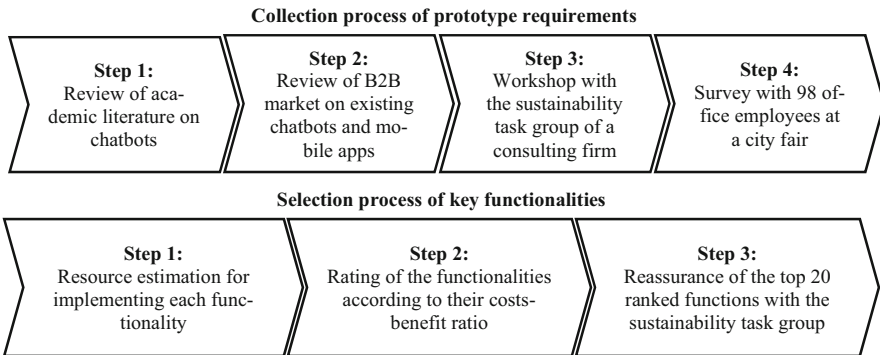 Collection process of prototype requirements
Step 1:
Review of aca-
demic literature on
chatbots
Step 2:
Review of B2B
market on existing
chatbots and mo-
bile apps
Step 3:
Workshop with
the sustainability
task group of a
consulting firm
Step 4:
Survey with 98 of-
fice employees at
a city fair
Selection process of key functionalities
Step 1:
Resource estimation for
implementing each func-
tionality
Step 2:
Rating of the functionalities
according to their costs-
benefit ratio
Step 3:
Reassurance of the top 20
ranked functions with the
sustainability task group